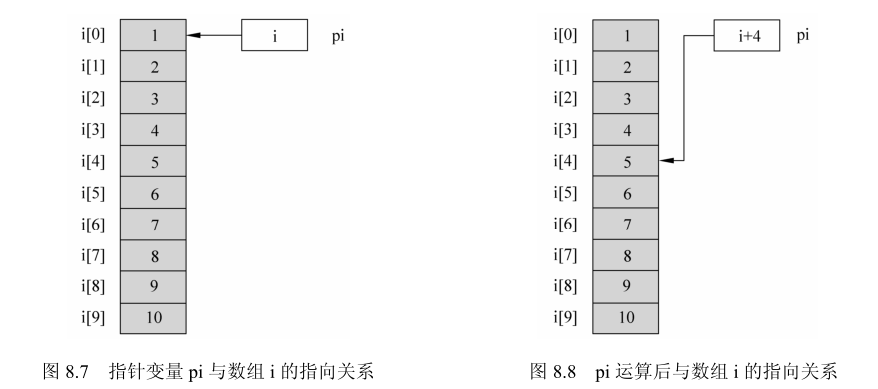 i[0] 1 i pi
i[1] 2
i[2] 3
i[3] 4
i[4] 5
i[5] 6
i[6] 7
i[7] 8
i[8] 9
i[9] 10
图 8.7 指针变量 pi 与数组 i 的指向关系
i[0] 1 i+4 pi
i[1] 2
i[2] 3
i[3] 4
i[4] 5
i[5] 6
i[6] 7
i[7] 8
i[8] 9
i[9] 10
图 8.8 pi 运算后与数组 i 的指向关系